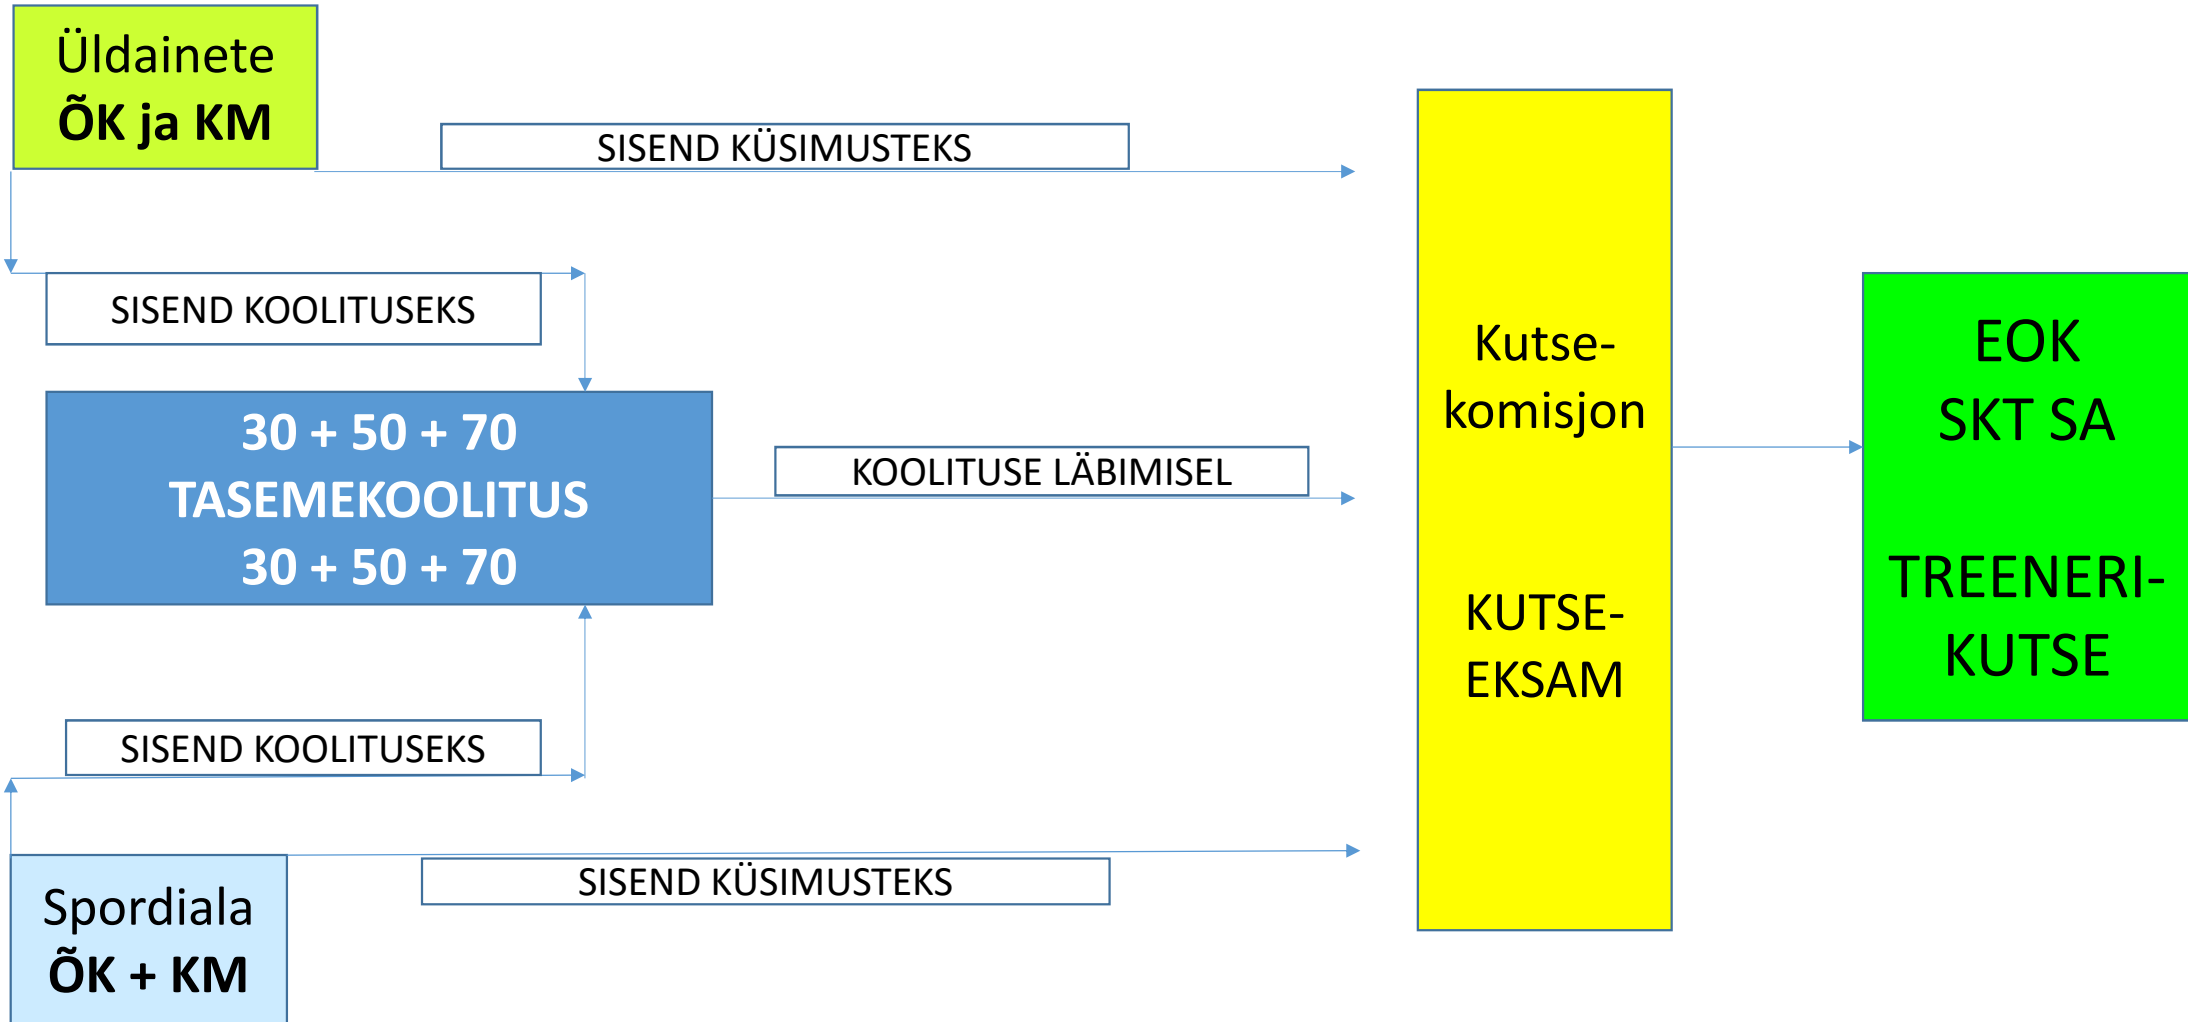 Üldainete
ÕK ja KM
SISEND KÜSIMUSTEKS
SISEND KOOLITUSEKS
30 + 50 + 70
TASEMEKOOLITUS
30 + 50 + 70
KOOLITUSE LÄBIMISEL
SISEND KOOLITUSEKS
Spordiala
ÕK + KM
SISEND KÜSIMUSTEKS
Kutse-
komisjon
KUTSE-
EKSAM
EOK
SKT SA
TREENERI-
KUTSE